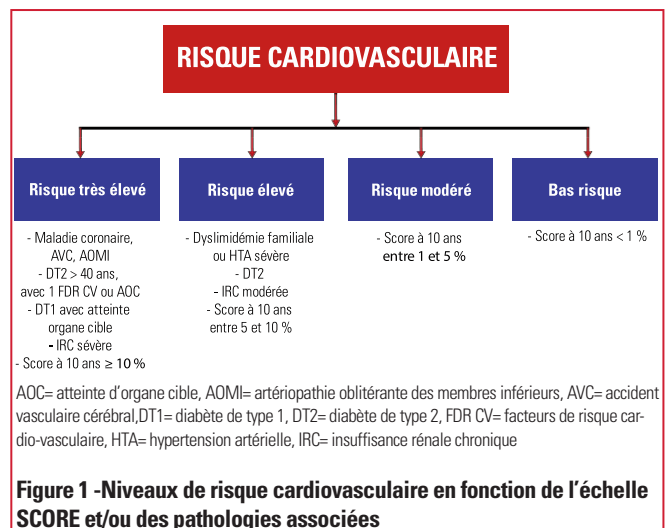 RISQUE CARDIOVASCULAIRE
Risque très élevé
- Maladie coronaire,
AVC, AOMI
- DT2 > 40 ans,
avec 1 FDR CV ou AOC
- DT1 avec atteinte
organe cible
- IRC sévère
- Score à 10 ans ≥ 10 %
Risque élevé
- Dyslimidémie familiale
ou HTA sévère
- DT2
- IRC modérée
- Score à 10 ans
entre 5 et 10 %
Risque modéré
- Score à 10 ans
entre 1 et 5 %
Bas risque
- Score à 10 ans < 1 %
AOC= atteinte d'organe cible, AOMI= artériopathie oblitérante des membres inférieurs, AVC= accident
vasculaire cérébral,DT1= diabète de type 1, DT2= diabète de type 2, FDR CV= facteurs de risque car-
dio-vasculaire, HTA= hypertension artérielle, IRC= insuffisance rénale chronique
Figure 1 -Niveaux de risque cardiovasculaire en fonction de l'échelle
SCORE et/ou des pathologies associées